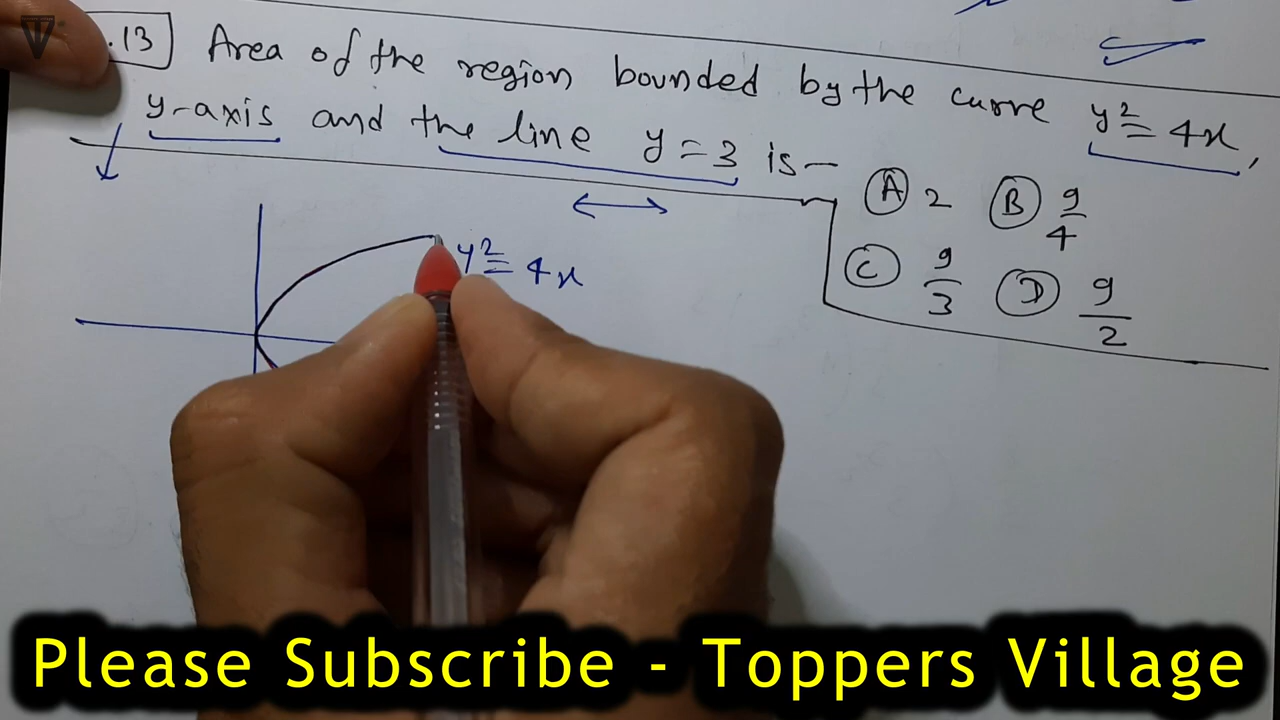 .13 Area of the region bounded by the curve y² = 4x,
y-axis and the line y = 3 is —
(A) 2 (B) 9/4
(C) 9/3 (D) 9/2
y² = 4x
Please Subscribe - Toppers Village